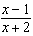 x − 1
x + 2